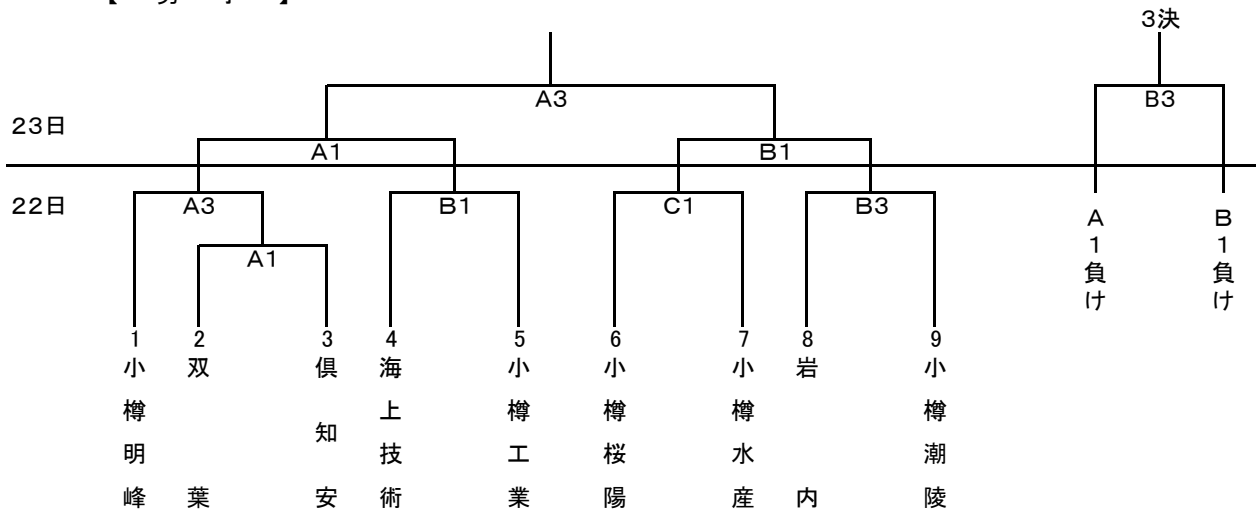 3決
A3
B3
23日
A1
B1
22日
A3
B1
C1
B3
A1
A1負け
B1負け
1 小樽明峰
2 双葉
3 倶知安
4 海上技術
5 小樽工業
6 小樽桜陽
7 小樽水産
8 岩内
9 小樽潮陵